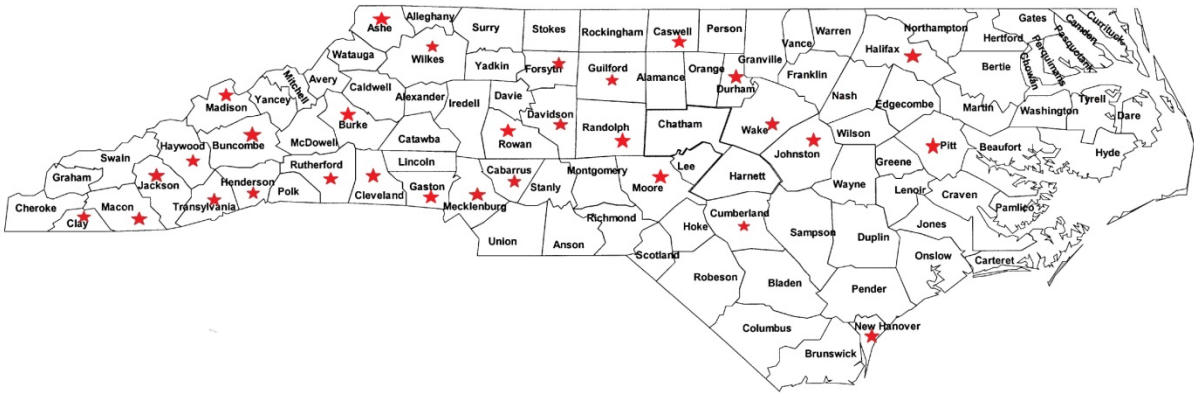 Ashe
Alleghany
Surry
Stokes
Rockingham
Caswell
Person
Vance
Warren
Northampton
Gates
Camden
Currituck
Pasquotank
Perquimans
Chowan
Hertford
Halifax
Bertie
Watauga
Wilkes
Yadkin
Forsyth
Guilford
Alamance
Orange
Durham
Granville
Franklin
Nash
Edgecombe
Martin
Washington
Tyrell
Dare
Mitchell
Avery
Caldwell
Alexander
Iredell
Davie
Davidson
Randolph
Chatham
Wake
Wilson
Pitt
Beaufort
Hyde
Madison
Yancey
Burke
Catawba
Rowan
Johnston
Greene
Haywood
Buncombe
McDowell
Swain
Rutherford
Lincoln
Cabarrus
Stanly
Montgomery
Moore
Lee
Harnett
Wayne
Lenoir
Craven
Pamlico
Graham
Jackson
Henderson
Polk
Cleveland
Gaston
Mecklenburg
Cheroke
Clay
Macon
Transylvania
Union
Anson
Richmond
Scotland
Hoke
Cumberland
Sampson
Duplin
Jones
Onslow
Carteret
Robeson
Bladen
Pender
Columbus
Brunswick
New Hanover